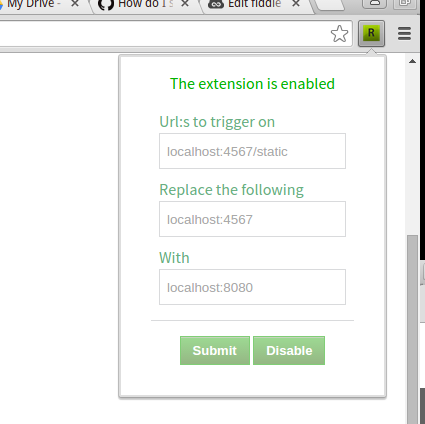 My Drive -
How do I s
Edit fiddle
R
The extension is enabled
Url:s to trigger on
localhost:4567/static
Replace the following
localhost:4567
With
localhost:8080
Submit
Disable